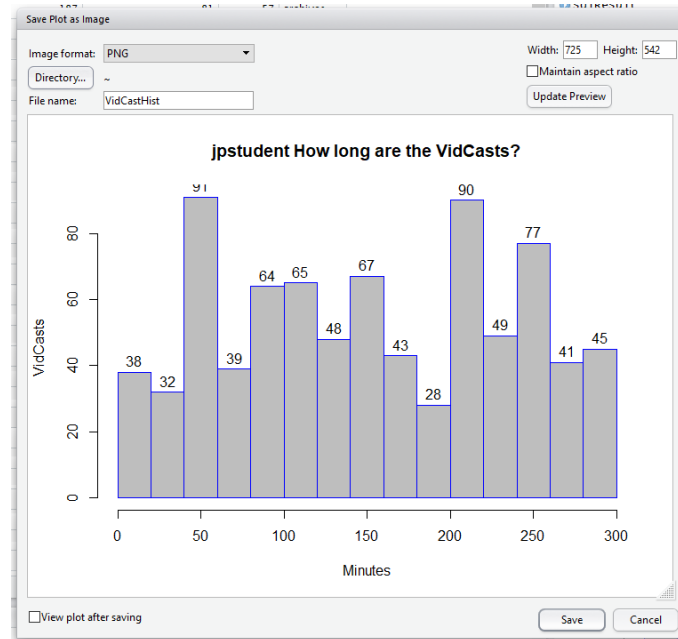 Save Plot as Image
Image format: PNG
Width: 725 Height: 542
Directory... ~
Maintain aspect ratio
File name: VidCastHist
Update Preview
jpstudent How long are the VidCasts?
VidCasts
80
60
40
20
0
38
32
91
39
64
65
48
67
43
28
90
49
77
41
45
0 50 100 150 200 250 300
Minutes
View plot after saving
Save Cancel